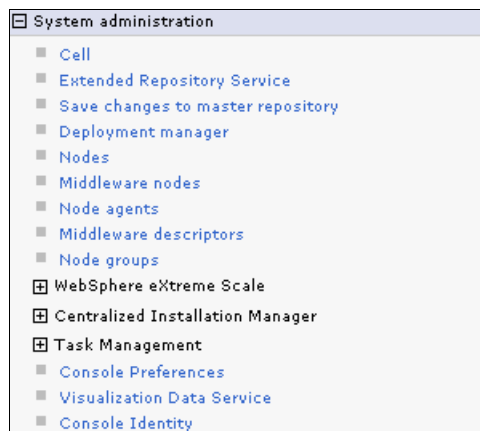 System administration
Cell
Extended Repository Service
Save changes to master repository
Deployment manager
Nodes
Middleware nodes
Node agents
Middleware descriptors
Node groups
WebSphere eXtreme Scale
Centralized Installation Manager
Task Management
Console Preferences
Visualization Data Service
Console Identity